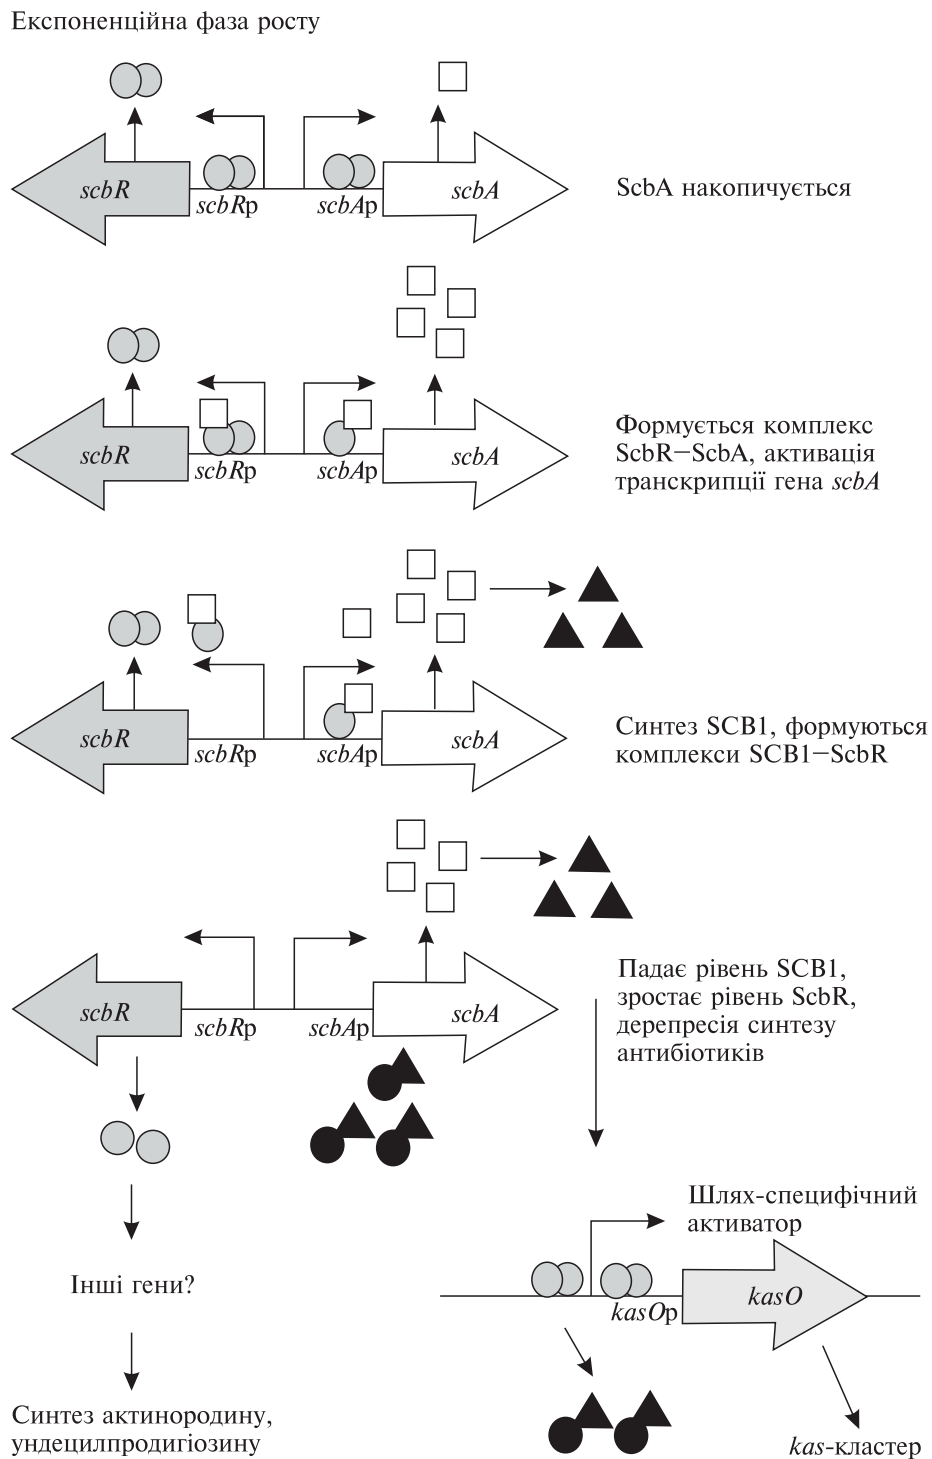 Експоненційна фаза росту
scbR
scbRp
scbAp
scbA
ScbA накопичується
scbR
scbRp
scbAp
scbA
Формується комплекс
ScbR–ScbA, активація
транскрипції гена scbA
scbR
scbRp
scbAp
scbA
Синтез SCB1, формуються
комплекси SCB1–ScbR
scbR
scbRp
scbAp
scbA
Падає рівень SCB1,
зростає рівень ScbR,
дерепресія синтезу
антибіотиків
Шлях-специфічний
активатор
Інші гени?
kasOp
kasO
Синтез актинородину,
ундецилпродигіозину
kas-кластер